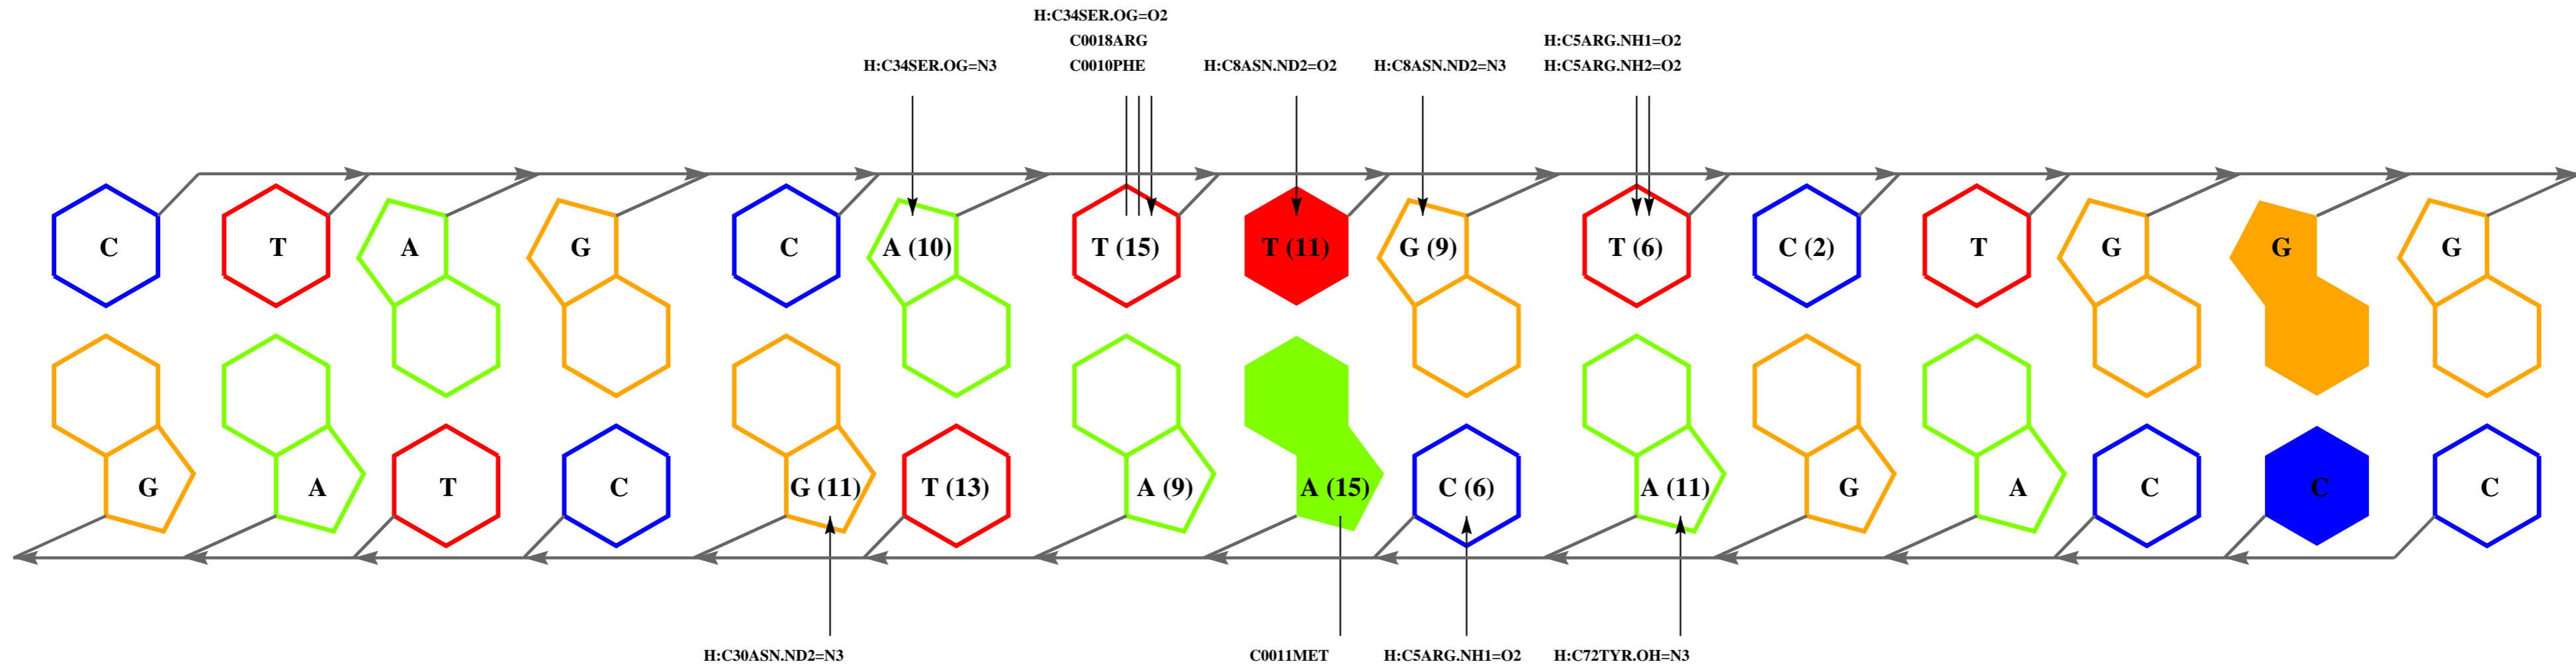 H:C34SER.OG=O2
C0018ARG
H:C5ARG.NH1=O2
H:C34SER.OG=N3 C0010PHE H:C8ASN.ND2=O2 H:C8ASN.ND2=N3 H:C5ARG.NH2=O2
C T A G C A (10) T (15) T (11) G (9) T (6) C (2) T G G G
G A T C G (11) T (13) A (9) A (15) C (6) A (11) G A C C C
H:C30ASN.ND2=N3 C0011MET H:C5ARG.NH1=O2 H:C72TYR.OH=N3